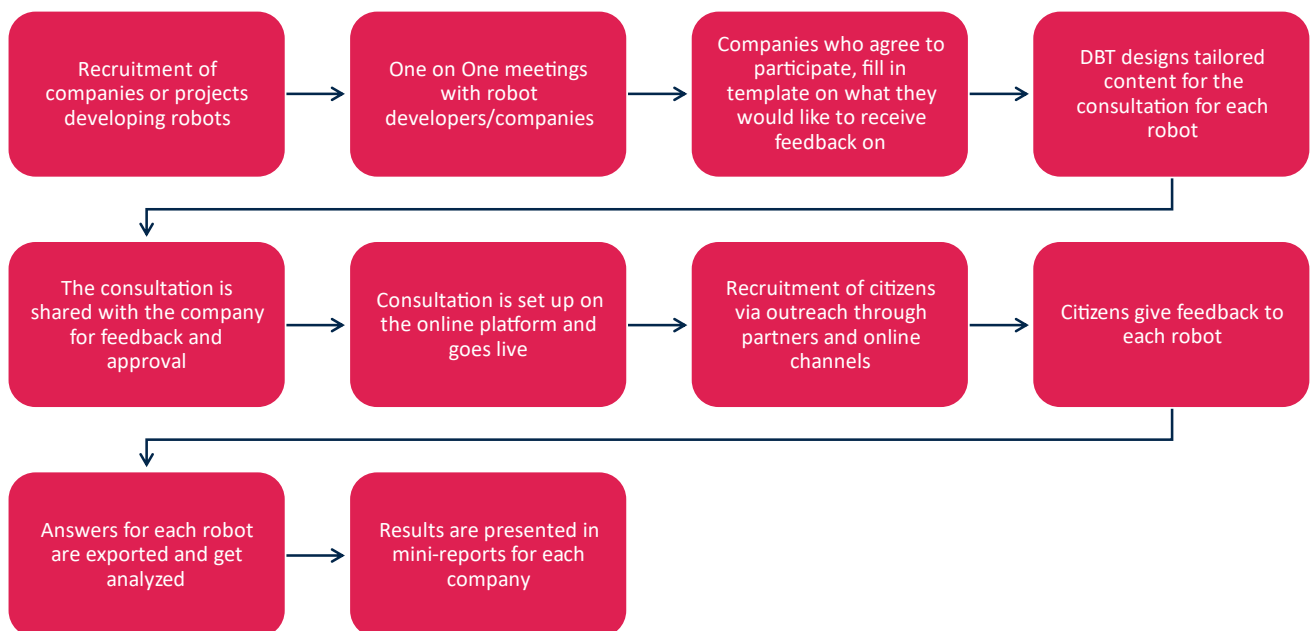 Recruitment of
companies or projects
developing robots
One on One meetings
with robot
developers/companies
Companies who agree to
participate, fill in
template on what they
would like to receive
feedback on
DBT designs tailored
content for the
consultation for each
robot
The consultation is
shared with the company
for feedback and
approval
Consultation is set up on
the online platform and
goes live
Recruitment of citizens
via outreach through
partners and online
channels
Citizens give feedback to
each robot
Answers for each robot
are exported and get
analyzed
Results are presented in
mini-reports for each
company